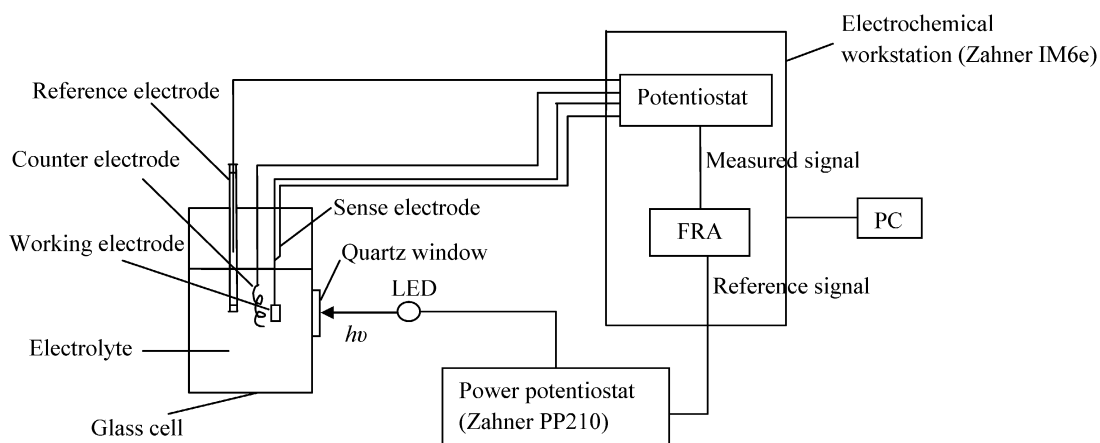 Electrochemical
workstation (Zahner IM6e)
Reference electrode
Potentiostat
Counter electrode
Measured signal
Sense electrode
Working electrode
FRA
PC
Quartz window
LED
Reference signal
hυ
Electrolyte
Power potentiostat
(Zahner PP210)
Glass cell